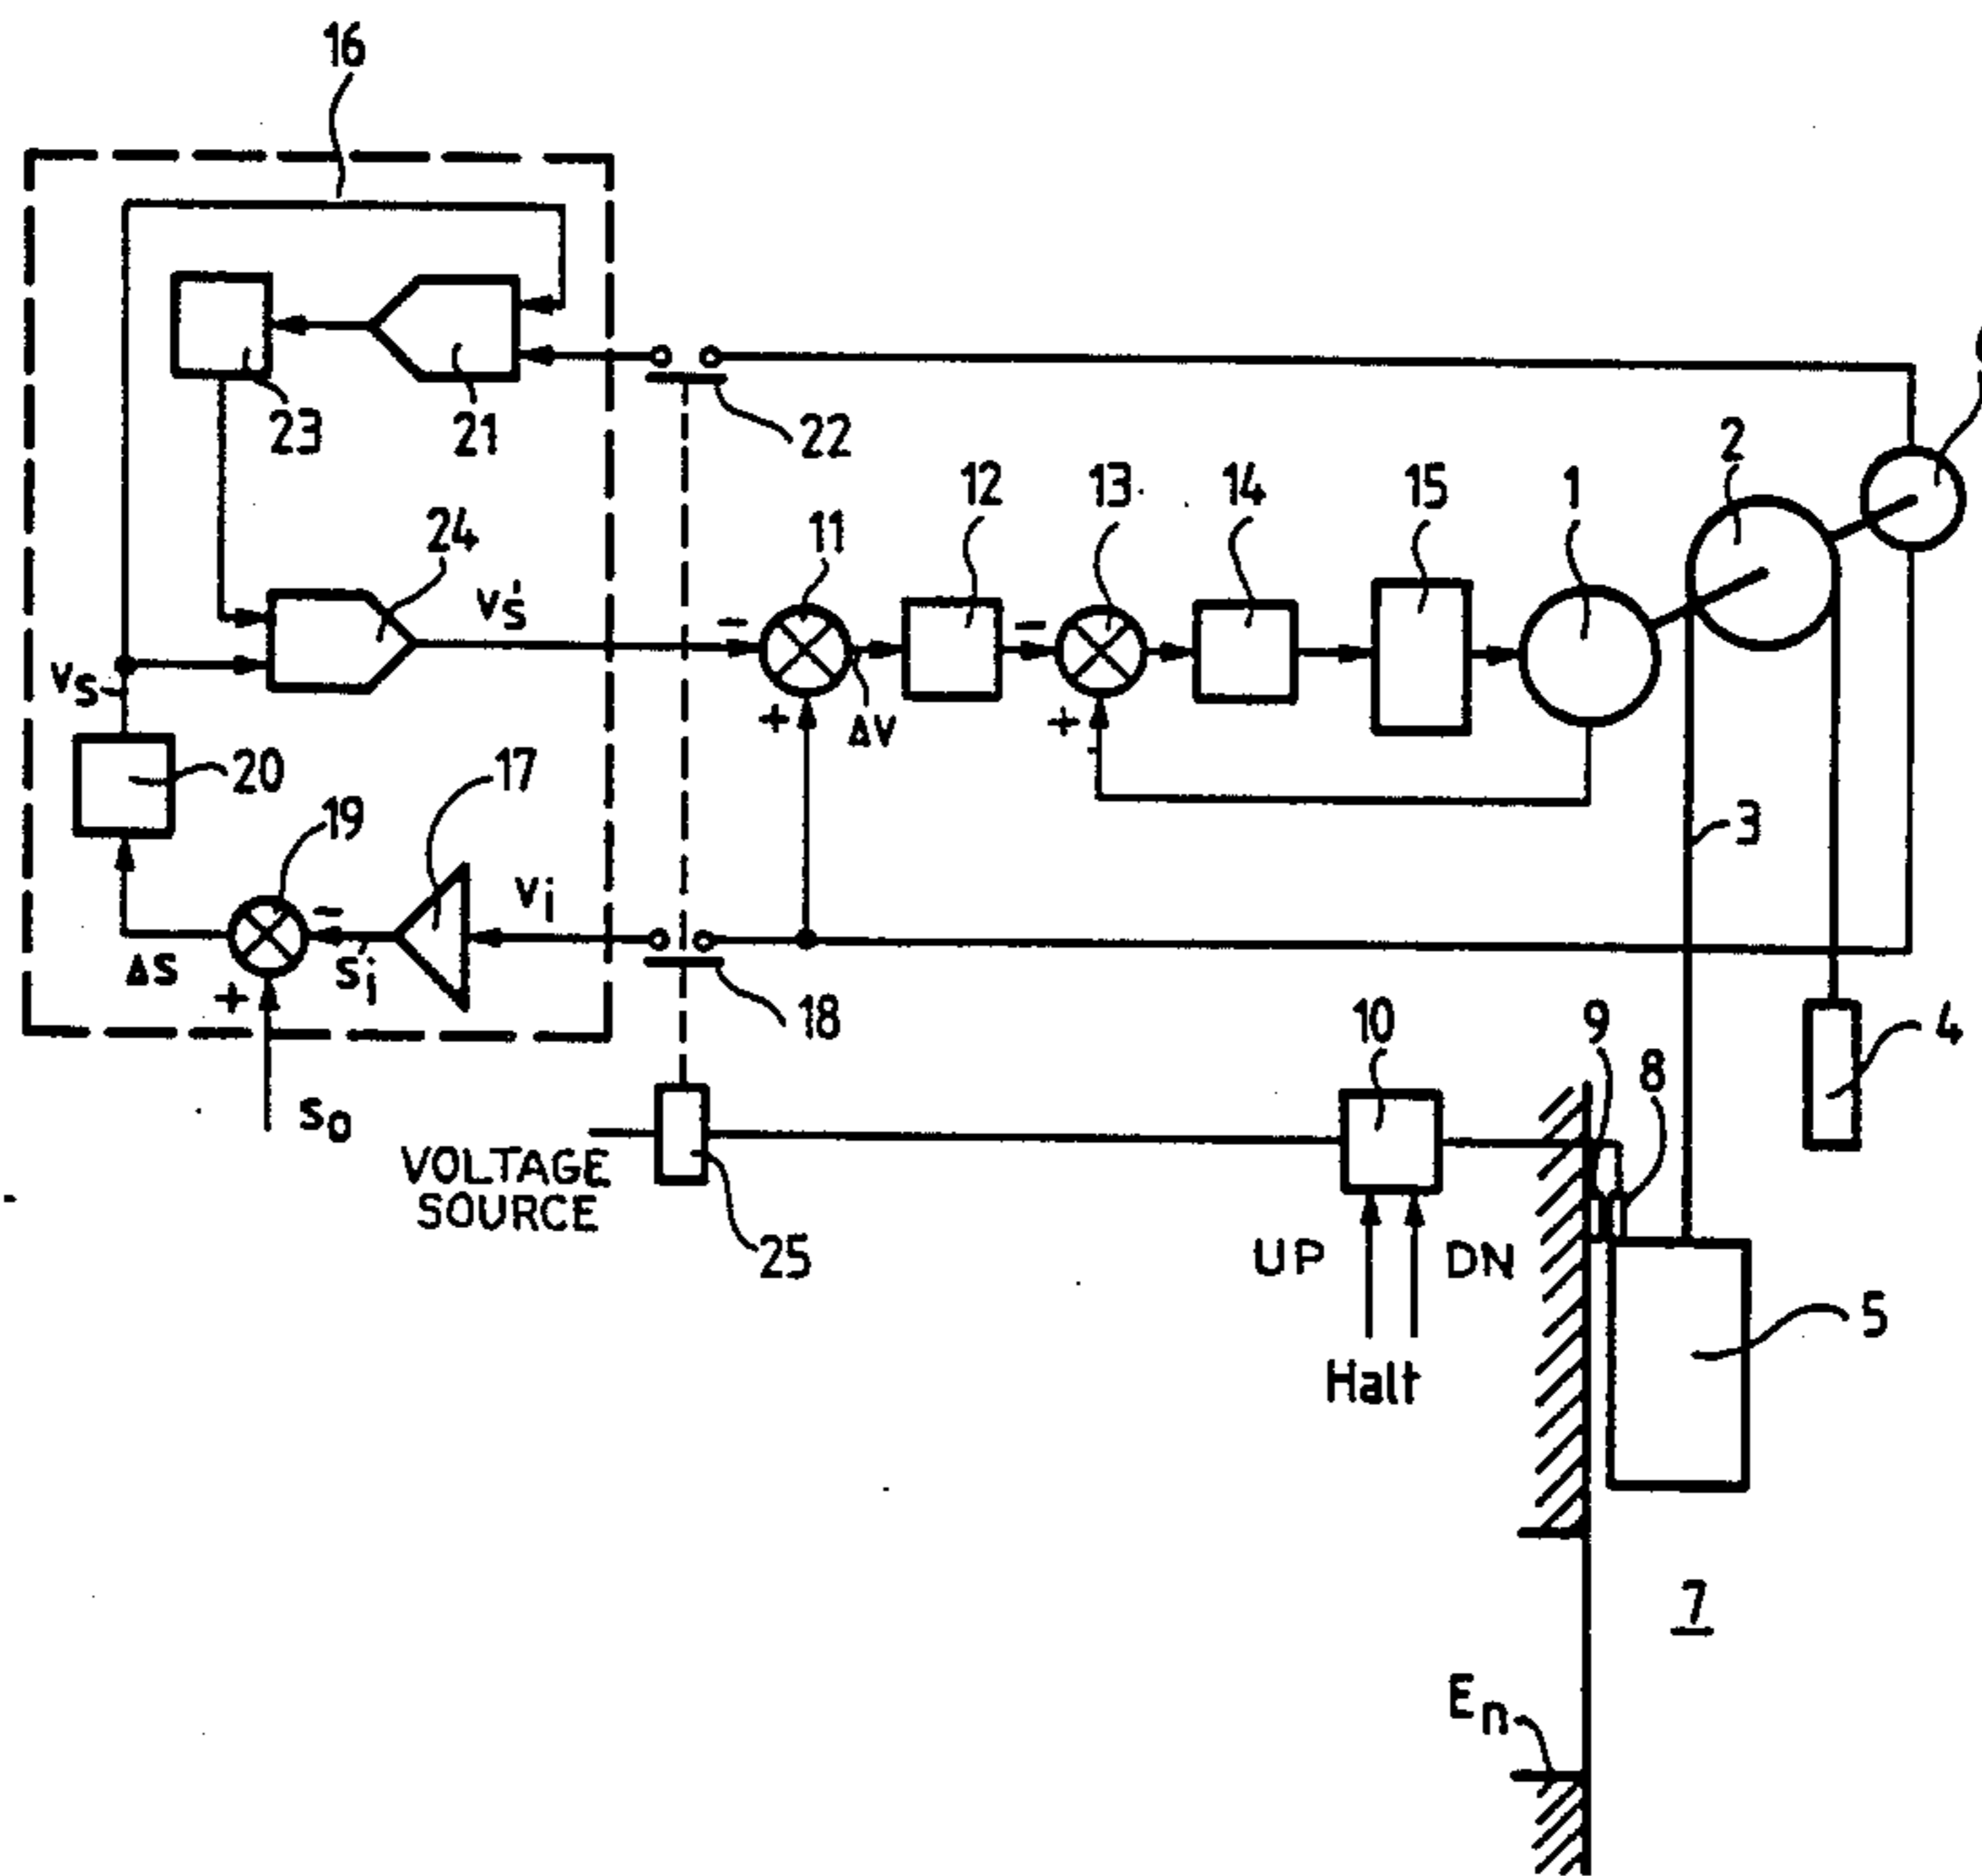 16
23
21
22
24
vs'
vs
20
19
17
vi
si
Δs
so
18
11
ΔV
12
13
14
15
1
2
3
4
10
9
8
5
VOLTAGE
SOURCE
25
UP
DN
Halt
7
En
-
+
-
+
-
+